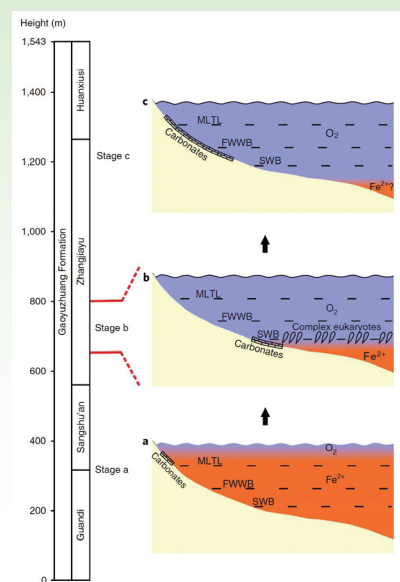 Height (m)
1,543
1,400
1,200
1,000
800
600
400
200
0
Gaoyuzhuang Formation
Huanxiusi
Zhangjiayu
Sangshu'an
Guandi
Stage c
Stage b
Stage a
c
MLTL
O2
FWWB
Carbonates
SWB
Fe2+?
b
MLTL
O2
FWWB
Complex eukaryotes
SWB
Carbonates
Fe2+
a
O2
MLTL
Carbonates
Fe2+
FWWB
SWB